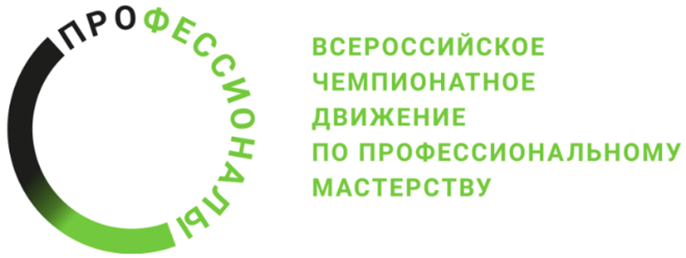 ПРОФЕССИОНАЛЫ
ВСЕРОССИЙСКОЕ
ЧЕМПИОНАТНОЕ
ДВИЖЕНИЕ
ПО ПРОФЕССИОНАЛЬНОМУ
МАСТЕРСТВУ